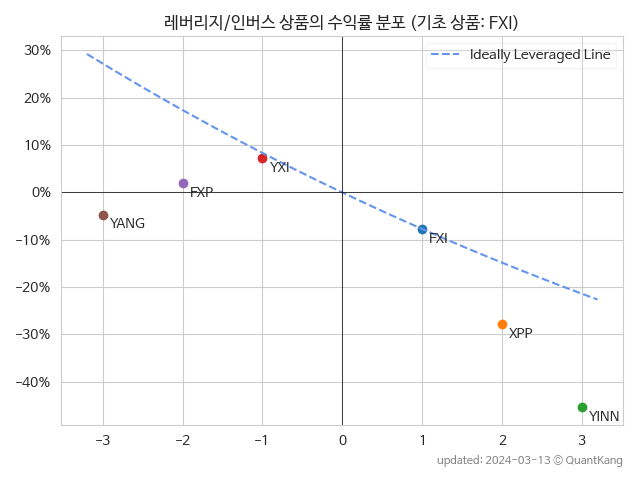 레버리지/인버스 상품의 수익률 분포 (기초 상품: FXI)
Ideally Leveraged Line
30%
20%
10%
0%
-10%
-20%
-30%
-40%
YXI
FXP
YANG
FXI
XPP
YINN
-3 -2 -1 0 1 2 3
updated: 2024-03-13 © QuantKang